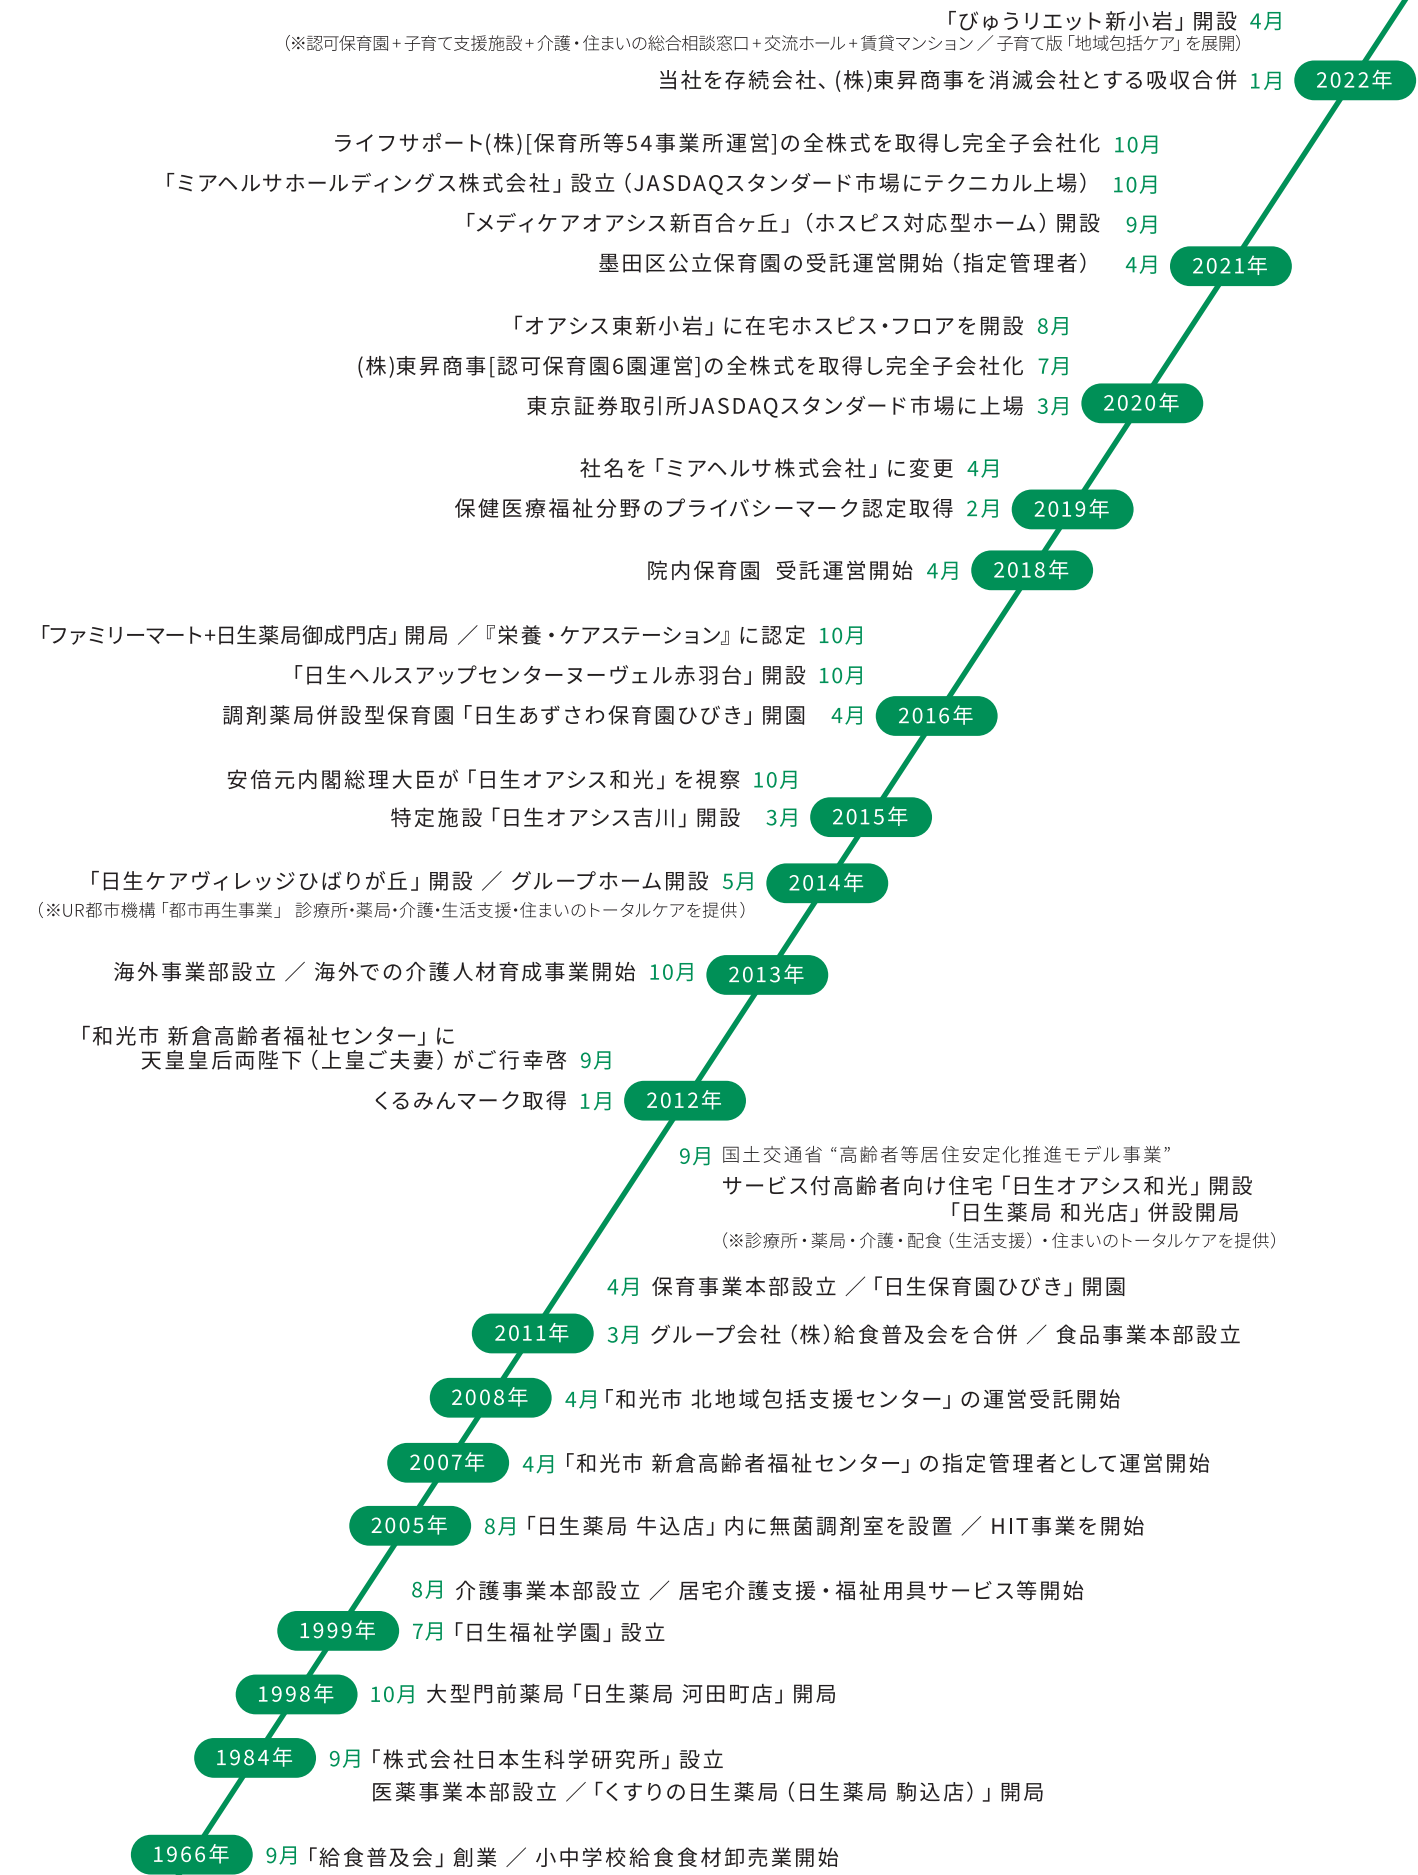 「びゅうリエット新小岩」開設 4月
（※認可保育園＋子育て支援施設＋介護・住まいの総合相談窓口＋交流ホール＋賃貸マンション ／ 子育て版「地域包括ケア」を展開）
当社を存続会社、(株)東昇商事を消滅会社とする吸収合併 1月 2022年
ライフサポート(株)[保育所等54事業所運営]の全株式を取得し完全子会社化 10月
「ミアヘルサホールディングス株式会社」設立（JASDAQスタンダード市場にテクニカル上場） 10月
「メディケアオアシス新百合ヶ丘」（ホスピス対応型ホーム）開設 9月
墨田区公立保育園の受託運営開始（指定管理者） 4月 2021年
「オアシス東新小岩」に在宅ホスピス・フロアを開設 8月
(株)東昇商事[認可保育園6園運営]の全株式を取得し完全子会社化 7月
東京証券取引所JASDAQスタンダード市場に上場 3月 2020年
社名を「ミアヘルサ株式会社」に変更 4月
保健医療福祉分野のプライバシーマーク認定取得 2月 2019年
院内保育園 受託運営開始 4月 2018年
「ファミリーマート+日生薬局御成門店」開局 ／『栄養・ケアステーション』に認定 10月
「日生ヘルスアップセンターヌーヴェル赤羽台」開設 10月
調剤薬局併設型保育園「日生あずさわ保育園ひびき」開園 4月 2016年
安倍元内閣総理大臣が「日生オアシス和光」を視察 10月
特定施設「日生オアシス吉川」開設 3月 2015年
「日生ケアヴィレッジひばりが丘」開設 ／ グループホーム開設 5月 2014年
（※UR都市機構「都市再生事業」 診療所・薬局・介護・生活支援・住まいのトータルケアを提供）
海外事業部設立 ／ 海外での介護人材育成事業開始 10月 2013年
「和光市 新倉高齢者福祉センター」に
天皇皇后両陛下（上皇ご夫妻）がご行幸啓 9月
くるみんマーク取得 1月 2012年
9月 国土交通省 “高齢者等居住安定化推進モデル事業”
サービス付高齢者向け住宅「日生オアシス和光」開設
「日生薬局 和光店」併設開局
（※診療所・薬局・介護・配食（生活支援）・住まいのトータルケアを提供）
4月 保育事業本部設立 ／「日生保育園ひびき」開園
2011年 3月 グループ会社（株）給食普及会を合併 ／ 食品事業本部設立
2008年 4月「和光市 北地域包括支援センター」の運営受託開始
2007年 4月「和光市 新倉高齢者福祉センター」の指定管理者として運営開始
2005年 8月「日生薬局 牛込店」内に無菌調剤室を設置 ／ HIT事業を開始
8月 介護事業本部設立 ／ 居宅介護支援・福祉用具サービス等開始
1999年 7月「日生福祉学園」設立
1998年 10月 大型門前薬局「日生薬局 河田町店」開局
1984年 9月「株式会社日本生科学研究所」設立
医薬事業本部設立 ／「くすりの日生薬局（日生薬局 駒込店）」開局
1966年 9月「給食普及会」創業 ／ 小中学校給食食材卸売業開始